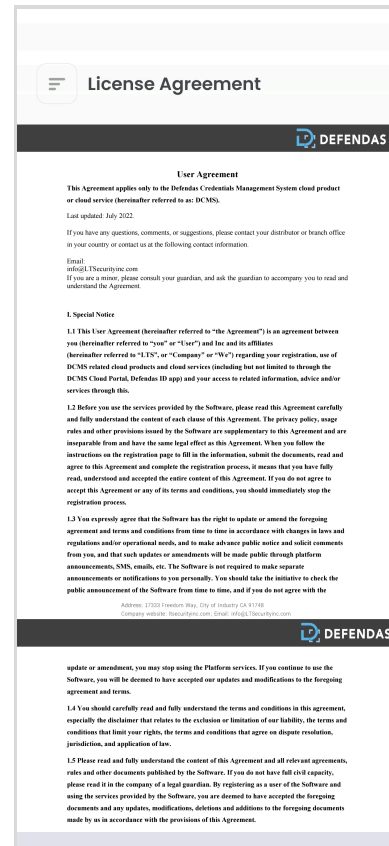 License Agreement
DEFENDAS
User Agreement
This Agreement applies only to the Defendas Credentials Management System cloud product
or cloud service (hereinafter referred to as: DCMS).
Last updated: July 2022.
If you have any questions, comments, or suggestions, please contact your distributor or branch office
in your country or contact us at the following contact information.
Email:
info@LTSecurityinc.com
If you are a minor, please consult your guardian, and ask the guardian to accompany you to read and
understand the Agreement.
I. Special Notice
1.1 This User Agreement (hereinafter referred to “the Agreement”) is an agreement between
you (hereinafter referred to “you” or “User”) and Inc and its affiliates
(hereinafter referred to “LTS”, or “Company” or “We”) regarding your registration, use of
DCMS related cloud products and cloud services (including but not limited to through the
DCMS Cloud Portal, Defendas ID app) and your access to related information, advice and/or
services through this.
1.2 Before you use the services provided by the Software, please read this Agreement carefully
and fully understand the content of each clause of this Agreement. The privacy policy, usage
rules and other provisions issued by the Software are supplementary to this Agreement and are
inseparable from and have the same legal effect as this Agreement. When you follow the
instructions on the registration page to fill in the information, submit the documents, read and
agree to this Agreement and complete the registration process, it means that you have fully
read, understood and accepted the entire content of this Agreement. If you do not agree to
accept this Agreement or any of its terms and conditions, you should immediately stop the
registration process.
1.3 You expressly agree that the Software has the right to update or amend the foregoing
agreement and terms and conditions from time to time in accordance with changes in laws and
regulations and/or operational needs, and to make advance public notice and solicit comments
from you, and that such updates or amendments will be made public through platform
announcements, SMS, emails, etc. The Software is not required to make separate
announcements or notifications to you personally. You should take the initiative to check the
public announcement of the Software from time to time, and if you do not agree with the
Address: 17333 Freedom Way, City of Industry CA 91748
Company website: ltsecurityinc.com; Email: info@LTSecurityinc.com
DEFENDAS
update or amendment, you may stop using the Platform services. If you continue to use the
Software, you will be deemed to have accepted our updates and modifications to the foregoing
agreement and terms.
1.4 You should carefully read and fully understand the terms and conditions in this agreement,
especially the disclaimer that relates to the exclusion or limitation of our liability, the terms and
conditions that limit your rights, the terms and conditions that agree on dispute resolution,
jurisdiction, and application of law.
1.5 Please read and fully understand the content of this Agreement and all relevant agreements,
rules and other documents published by the Software. If you do not have full civil capacity,
please read it in the company of a legal guardian. By registering as a user of the Software and
using the services provided by the Software, you are deemed to have accepted the foregoing
documents and any updates, modifications, deletions and additions to the foregoing documents
made by us in accordance with the provisions of this Agreement.